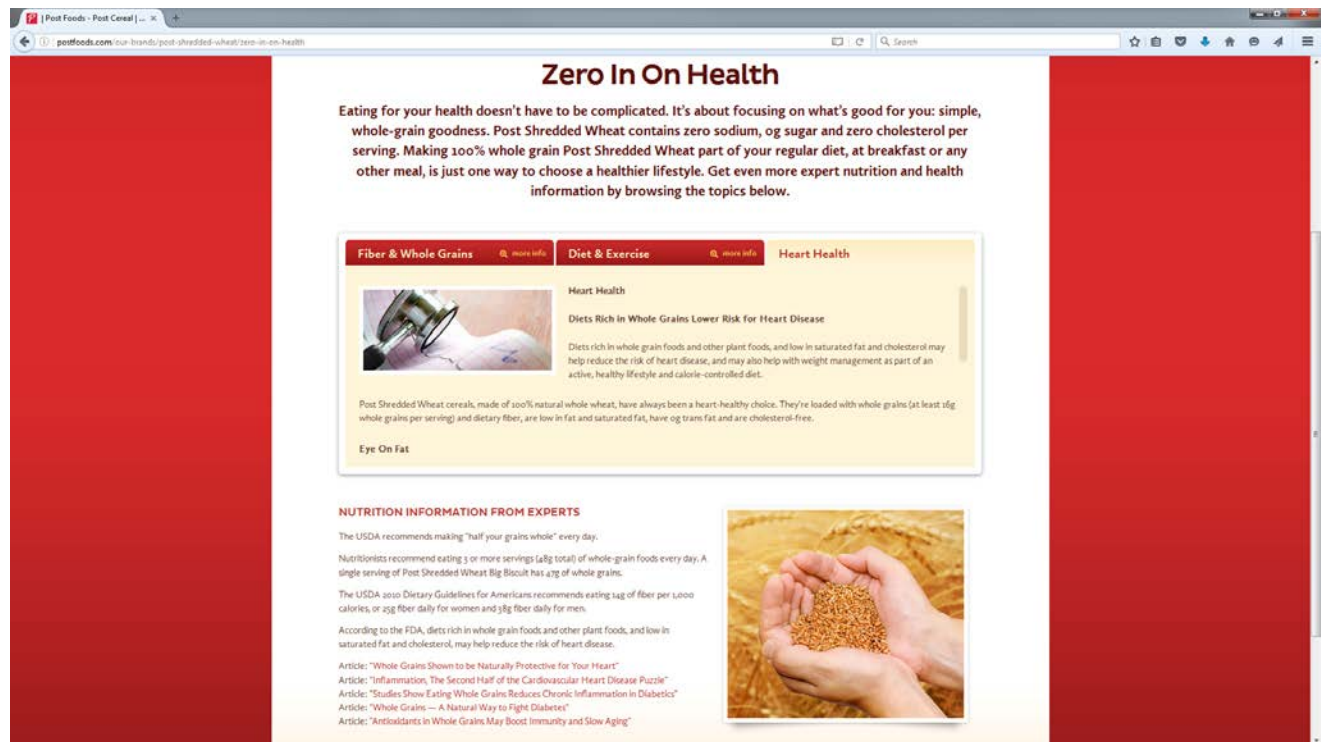 | Post Foods - Post Cereal | ...
postfoods.com/our-brands/post-shredded-wheat/zero-in-on-health
Search
Zero In On Health
Eating for your health doesn't have to be complicated. It's about focusing on what's good for you: simple,
whole-grain goodness. Post Shredded Wheat contains zero sodium, 0g sugar and zero cholesterol per
serving. Making 100% whole grain Post Shredded Wheat part of your regular diet, at breakfast or any
other meal, is just one way to choose a healthier lifestyle. Get even more expert nutrition and health
information by browsing the topics below.
Fiber & Whole Grains more info Diet & Exercise more info Heart Health
Heart Health
Diets Rich in Whole Grains Lower Risk for Heart Disease
Diets rich in whole grain foods and other plant foods, and low in saturated fat and cholesterol may
help reduce the risk of heart disease, and may also help with weight management as part of an
active, healthy lifestyle and calorie-controlled diet.
Post Shredded Wheat cereals, made of 100% natural whole wheat, have always been a heart-healthy choice. They're loaded with whole grains (at least 16g
whole grains per serving) and dietary fiber, are low in fat and saturated fat, have 0g trans fat and are cholesterol-free.
Eye On Fat
NUTRITION INFORMATION FROM EXPERTS
The USDA recommends making "half your grains whole" every day.
Nutritionists recommend eating 3 or more servings (48g total) of whole-grain foods every day. A
single serving of Post Shredded Wheat Big Biscuit has 47g of whole grains.
The USDA 2010 Dietary Guidelines for Americans recommends eating 14g of fiber per 1,000
calories, or 25g fiber daily for women and 38g fiber daily for men.
According to the FDA, diets rich in whole grain foods and other plant foods, and low in
saturated fat and cholesterol, may help reduce the risk of heart disease.
Article: "Whole Grains Shown to be Naturally Protective for Your Heart"
Article: "Inflammation, The Second Half of the Cardiovascular Heart Disease Puzzle"
Article: "Studies Show Eating Whole Grains Reduces Chronic Inflammation in Diabetics"
Article: "Whole Grains — A Natural Way to Fight Diabetes"
Article: "Antioxidants in Whole Grains May Boost Immunity and Slow Aging"